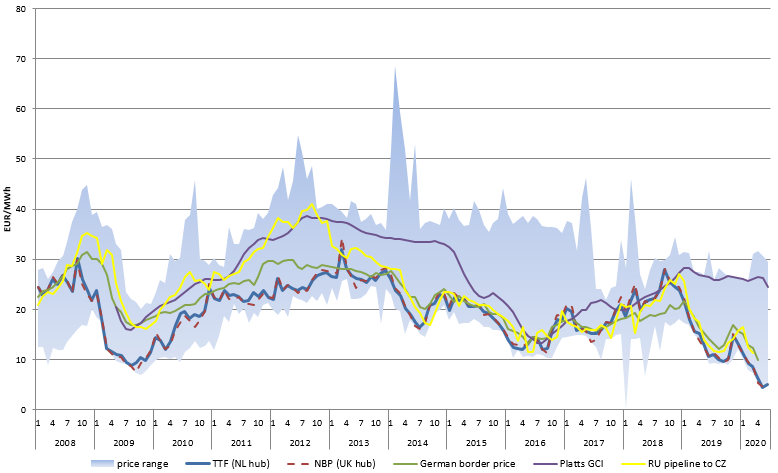 80
70
60
50
40
30
20
10
0
EUR/MWh
1 4 7 10 1 4 7 10 1 4 7 10 1 4 7 10 1 4 7 10 1 4 7 10 1 4 7 10 1 4 7 10 1 4 7 10 1 4 7 10 1 4 7 10 1 4 7 10 1 4
2008 2009 2010 2011 2012 2013 2014 2015 2016 2017 2018 2019 2020
price range TTF (NL hub) NBP (UK hub) German border price Platts GCI RU pipeline to CZ